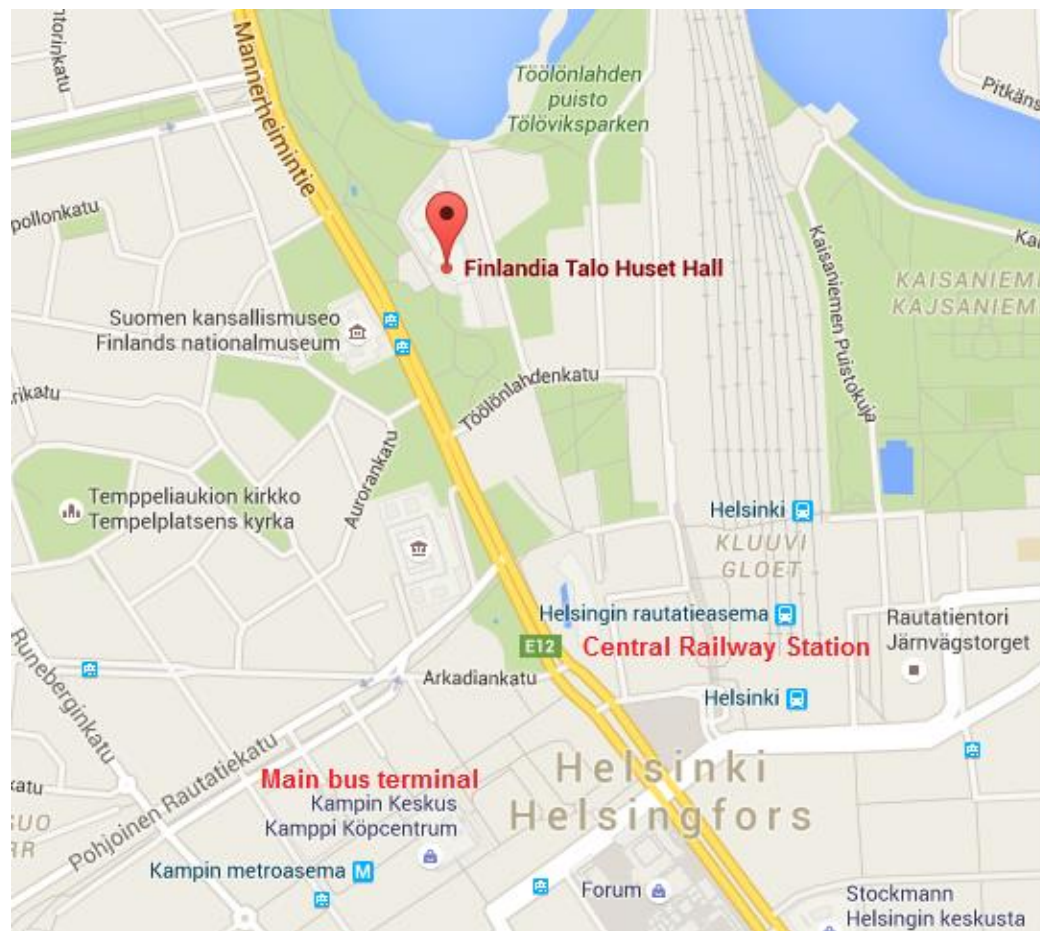 ntorinkatu
Mannerheimintie
Töölönlahden
puisto
Tölöviksparken
Pitkäns
pollonkatu
Finlandia Talo Huset Hall
Kai
KAISANIEM
KAJSANIEM
Suomen kansallismuseo
Finlands nationalmuseum
Kaisaniemen Puistokuja
Töölönlahdenkatu
rikatu
Aurorankatu
Temppeliaukion kirkko
Tempelplatsens kyrka
Helsinki
KLUUVI
GLOET
Helsingin rautatieasema
Rautatientori
Järnvägstorget
E12
Central Railway Station
Runeberginkatu
Arkadiankatu
Helsinki
Helsinki
Helsingfors
Main bus terminal
Kampin Keskus
Kamppi Köpcentrum
katu
SUO
RR
Pohjoinen Rautatiekatu
Kampin metroasema M
Forum
Stockmann
Helsingin keskusta